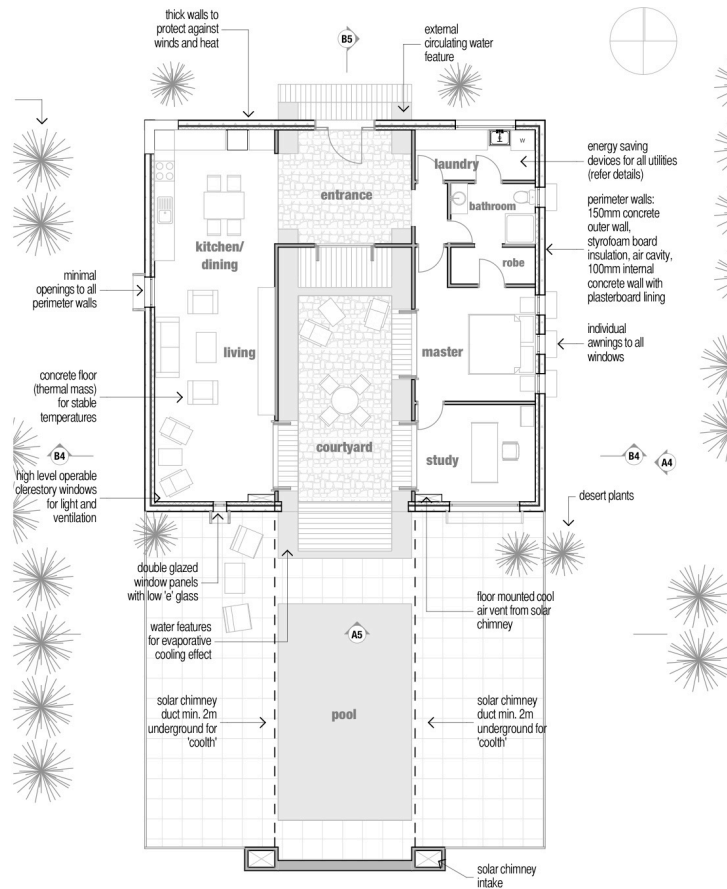 thick walls to
protect against
winds and heat
B5
external
circulating water
feature
laundry
W
energy saving
devices for all utilities
(refer details)
entrance
bathroom
perimeter walls:
150mm concrete
outer wall,
styrofoam board
insulation, air cavity,
100mm internal
concrete wall with
plasterboard lining
kitchen/
dining
robe
minimal
openings to all
perimeter walls
living
master
individual
awnings to all
windows
concrete floor
(thermal mass)
for stable
temperatures
courtyard
study
B4
B4
A4
high level operable
clerestory windows
for light and
ventilation
desert plants
double glazed
window panels
with low 'e' glass
floor mounted cool
air vent from solar
chimney
water features
for evaporative
cooling effect
A5
solar chimney
duct min. 2m
underground for
'coolth'
pool
solar chimney
duct min. 2m
underground for
'coolth'
solar chimney
intake